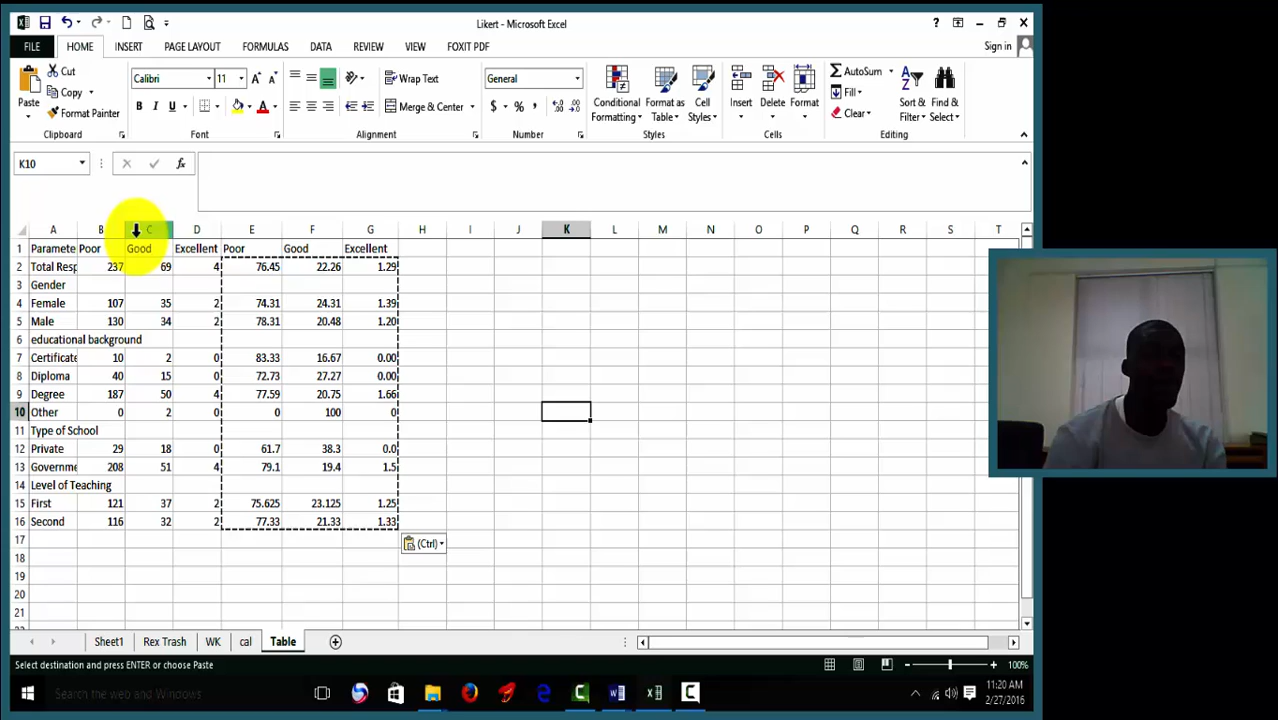 Likert - Microsoft Excel
?
FILE HOME INSERT PAGE LAYOUT FORMULAS DATA REVIEW VIEW FOXIT PDF Sign in
Paste Cut Copy Format Painter
Calibri 11 A A B I U A
Wrap Text Merge & Center
General $ % ,
Conditional Formatting Format as Table Cell Styles
Insert Delete Format
AutoSum Fill Clear
Sort & Filter Find & Select
Clipboard Font Alignment Number Styles Cells Editing
K10 fx
A B C D E F G H I J K L M N O P Q R S T
1 Paramete Poor Good Excellent Poor Good Excellent
2 Total Resp 237 69 4 76.45 22.26 1.29
3 Gender
4 Female 107 35 2 74.31 24.31 1.39
5 Male 130 34 2 78.31 20.48 1.20
6 educational background
7 Certificate 10 2 0 83.33 16.67 0.00
8 Diploma 40 15 0 72.73 27.27 0.00
9 Degree 187 50 4 77.59 20.75 1.66
10 Other 0 2 0 0 100 0
11 Type of School
12 Private 29 18 0 61.7 38.3 0.0
13 Governme 208 51 4 79.1 19.4 1.5
14 Level of Teaching
15 First 121 37 2 75.625 23.125 1.25
16 Second 116 32 2 77.33 21.33 1.33
17 (Ctrl)
18
19
20
21
Sheet1 Rex Trash WK cal Table
Select destination and press ENTER or choose Paste 100%
Search the web and Windows
11:20 AM
2/27/2016